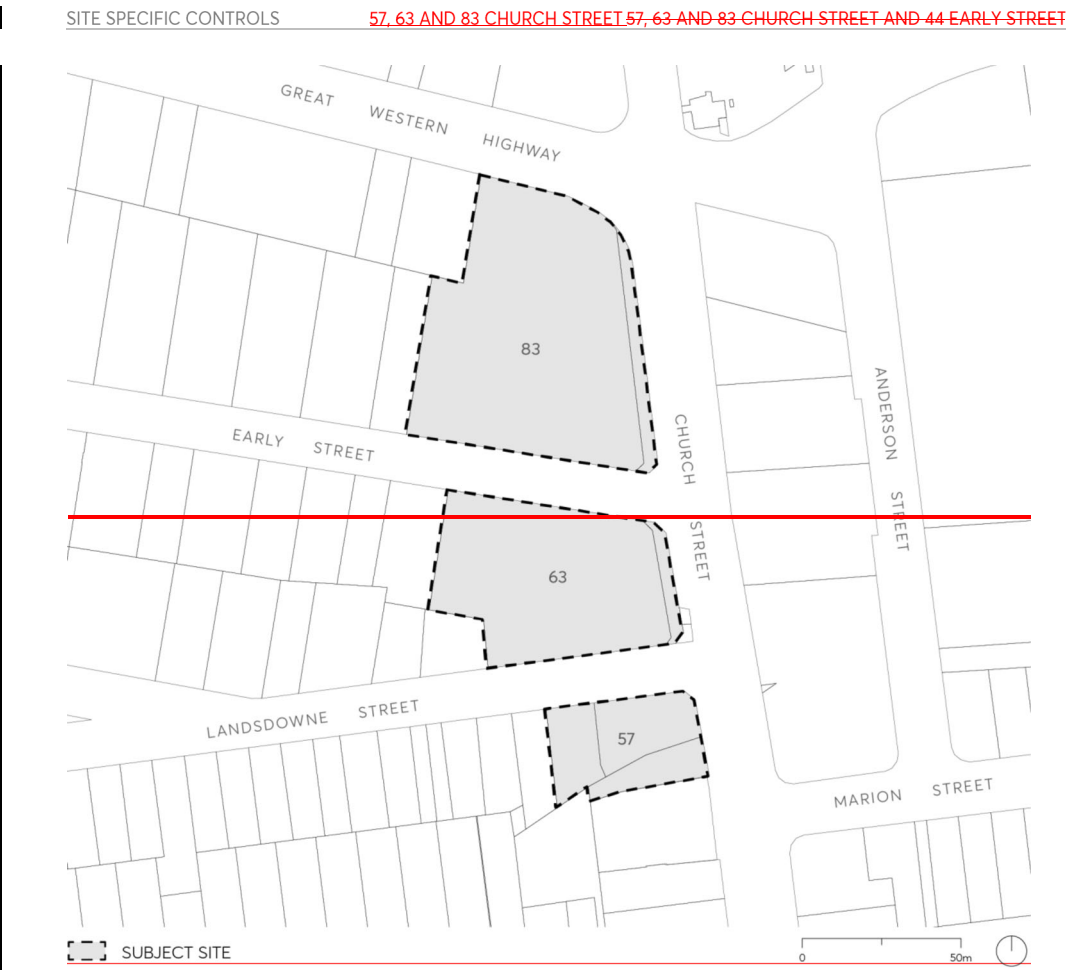 SITE SPECIFIC CONTROLS 57, 63 AND 83 CHURCH STREET 57, 63 AND 83 CHURCH STREET AND 44 EARLY STREET
GREAT WESTERN HIGHWAY
83
EARLY STREET
CHURCH STREET
ANDERSON STREET
63
LANDSDOWNE STREET
57
MARION STREET
SUBJECT SITE
0 50m